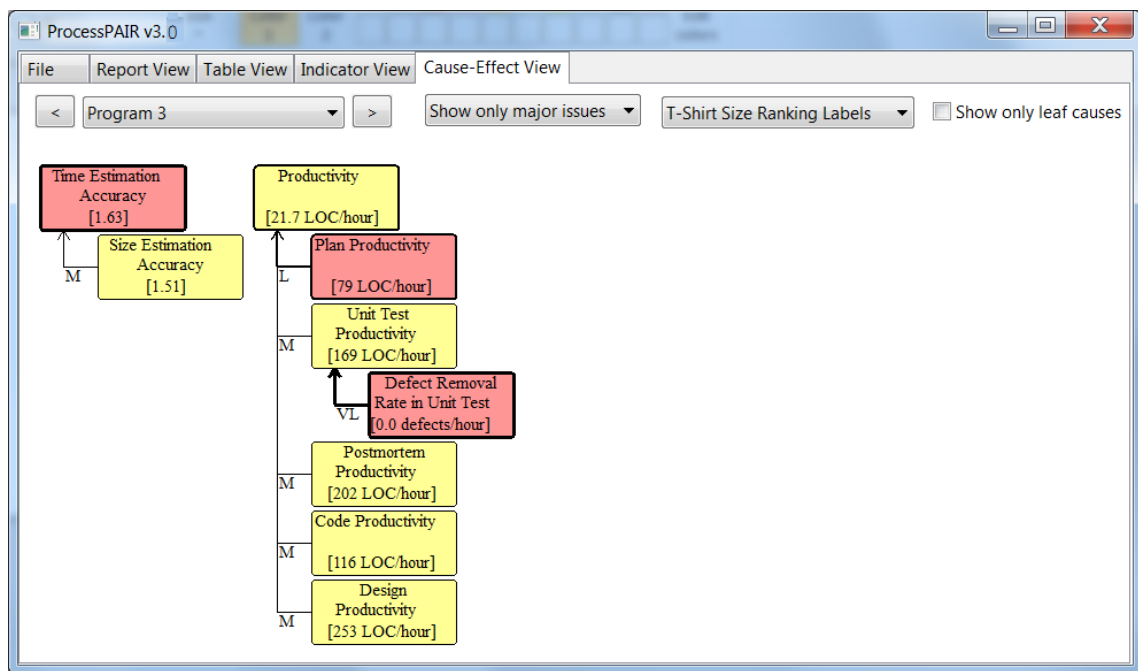 ProcessPAIR v3.0
File Report View Table View Indicator View Cause-Effect View
< Program 3 > Show only major issues T-Shirt Size Ranking Labels Show only leaf causes
Time Estimation
Accuracy
[1.63]
M
Size Estimation
Accuracy
[1.51]
Productivity
[21.7 LOC/hour]
L
Plan Productivity
[79 LOC/hour]
M
Unit Test
Productivity
[169 LOC/hour]
VL
Defect Removal
Rate in Unit Test
[0.0 defects/hour]
M
Postmortem
Productivity
[202 LOC/hour]
M
Code Productivity
[116 LOC/hour]
M
Design
Productivity
[253 LOC/hour]